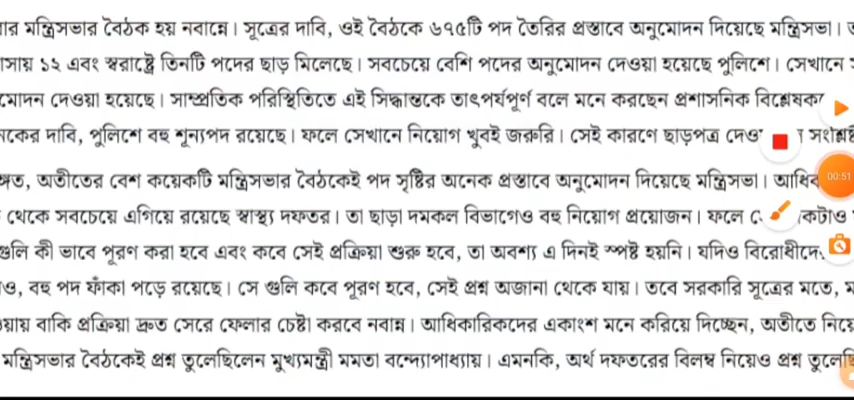 মন্ত্রিসভার বৈঠক হয় নবান্নে। সূত্রের দাবি, ওই বৈঠকে ৬৭৫টি পদ তৈরির প্রস্তাবে অনুমোদন দিয়েছে মন্ত্রিসভা।
১২ এবং স্বরাষ্ট্রে তিনটি পদের ছাড় মিলেছে। সবচেয়ে বেশি পদের অনুমোদন দেওয়া হয়েছে পুলিশে। সেখানে
দেওয়া হয়েছে। সাম্প্রতিক পরিস্থিতিতে এই সিদ্ধান্তকে তাৎপর্যপূর্ণ বলে মনে করছেন প্রশাসনিক
দাবি, পুলিশে বহু শূন্যপদ রয়েছে। ফলে সেখানে নিয়োগ খুবই জরুরি। সেই কারণে ছাড়পত্র
অতীতের বেশ কয়েকটি মন্ত্রিসভার বৈঠকেই পদ সৃষ্টির অনেক প্রস্তাবে অনুমোদন দিয়েছে মন্ত্রিসভা।
থেকে সবচেয়ে এগিয়ে রয়েছে স্বাস্থ্য দফতর। তা ছাড়া দমকল বিভাগেও বহু নিয়োগ প্রয়োজন। ফলে
কী ভাবে পূরণ করা হবে এবং কবে সেই প্রক্রিয়া শুরু হবে, তা অবশ্য এ দিনই স্পষ্ট হয়নি। যদিও
বহু পদ ফাঁকা পড়ে রয়েছে। সে গুলি কবে পূরণ হবে, সেই প্রশ্ন অজানা থেকে যায়। তবে সরকারি সূত্রের মতে,
বাকি প্রক্রিয়া দ্রুত সেরে ফেলার চেষ্টা করবে নবান্ন। আধিকারিকদের একাংশ মনে করিয়ে দিচ্ছেন, অতীতে
মন্ত্রিসভার বৈঠকেই প্রশ্ন তুলেছিলেন মুখ্যমন্ত্রী মমতা বন্দ্যোপাধ্যায়। এমনকি, অর্থ দফতরের বিলম্ব নিয়েও প্রশ্ন
00:51